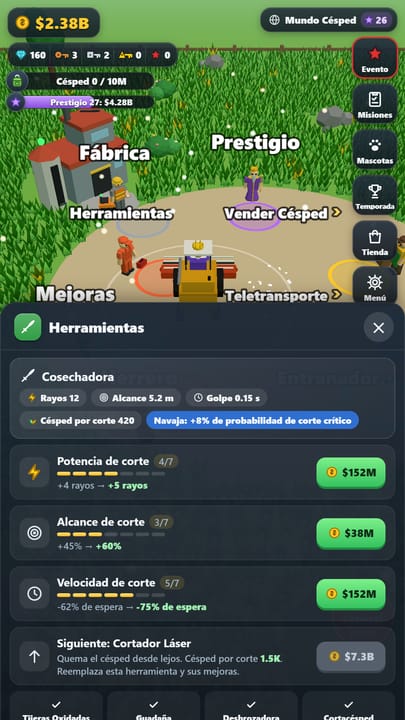 $2.38B
Mundo Césped ★ 26
160 3 2 0 0
Césped 0 / 10M
Prestigio 27: $4.28B
Evento
Misiones
Mascotas
Temporada
Tienda
Menú
Fábrica
Prestigio
Herramientas
Vender Césped
Mejoras
Teletransporte
Herramientas
Cosechadora
Rayos 12
Alcance 5.2 m
Golpe 0.15 s
Césped por corte 420
Navaja: +8% de probabilidad de corte crítico
Potencia de corte 4/7
+4 rayos → +5 rayos
$152M
Alcance de corte 3/7
+45% → +60%
$38M
Velocidad de corte 5/7
-62% de espera → -75% de espera
$152M
Siguiente: Cortador Láser
Quema el césped desde lejos. Césped por corte 1.5K.
Reemplaza esta herramienta y sus mejoras.
$7.3B
Tijeras Oxidadas
Guadaña
Desbrozadora
Cortacésped